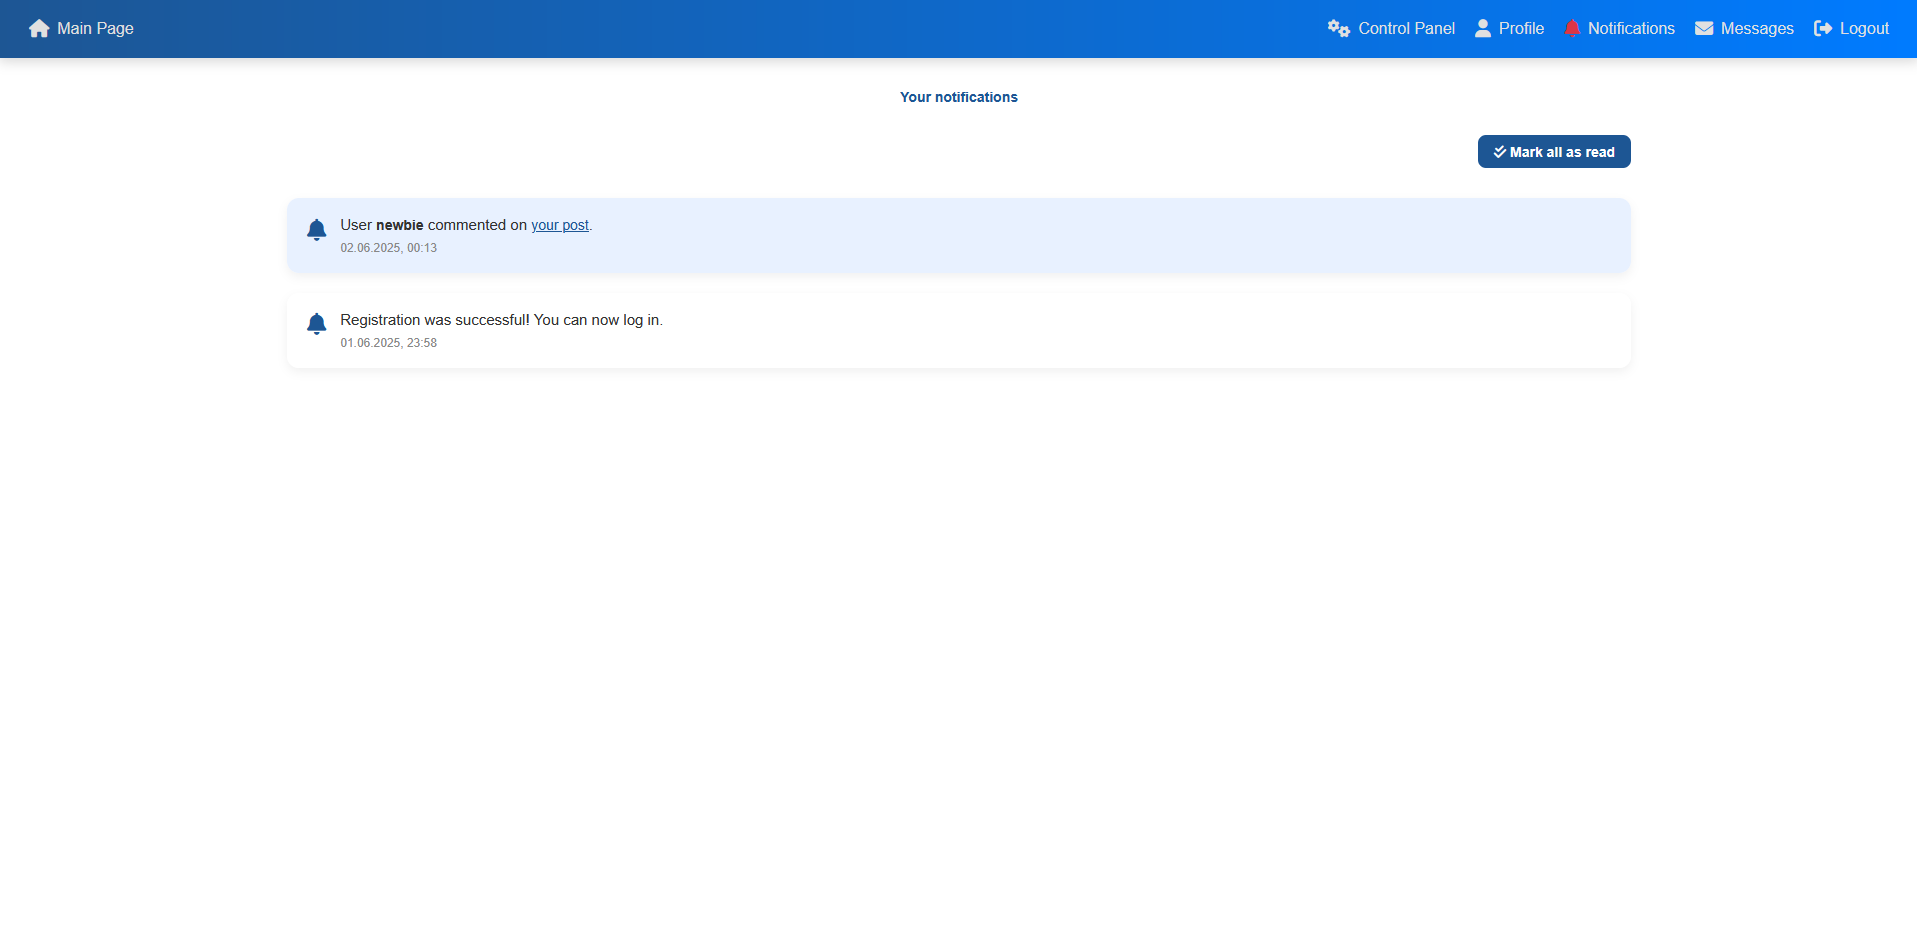 Main Page
Control Panel Profile Notifications Messages Logout
Your notifications
Mark all as read
User newbie commented on your post.
02.06.2025, 00:13
Registration was successful! You can now log in.
01.06.2025, 23:58